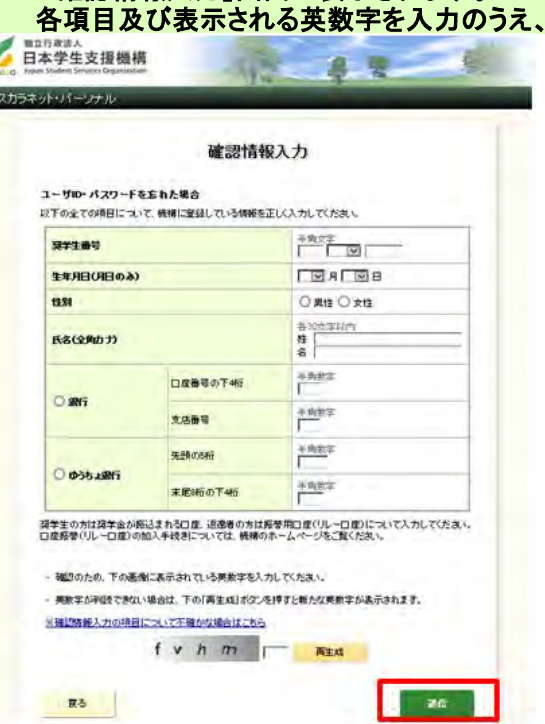 各項目及び表示される英数字を入力のうえ、
独立行政法人
日本学生支援機構
Japan Student Services Organization
スカラネット・パーソナル
確認情報入力
ユーザID・パスワードを忘れた場合
以下の全ての項目について、機構に登録している情報を正しく入力してください。
奨学生番号
半角文字
生年月日(月日のみ)
月 日
性別
男性 女性
氏名(全角カナ)
各30文字以内
姓
名
銀行
口座番号の下4桁
半角数字
支店番号
半角数字
ゆうちょ銀行
先頭の5桁
半角数字
末尾8桁の下4桁
半角数字
奨学生の方は奨学金が振込まれる口座、返還者の方は振替用口座(リレー口座)について入力してください。
口座振替(リレー口座)の加入手続きについては、機構のホームページをご覧ください。
- 確認のため、下の画像に表示されている英数字を入力してください。
- 英数字が判読できない場合は、下の「再生成」ボタンを押すと新たな英数字が表示されます。
※確認情報入力の項目について不確かな場合はこちら
f v h m 再生成
戻る 送信